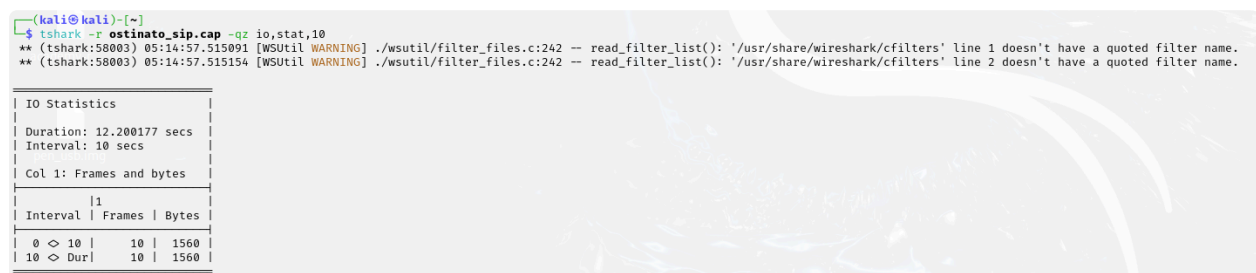 ┌──(kali㉿kali)-[~]
└─$ tshark -r ostinato_sip.cap -qz io,stat,10
** (tshark:58003) 05:14:57.515091 [WSUtil WARNING] ./wsutil/filter_files.c:242 -- read_filter_list(): '/usr/share/wireshark/cfilters' line 1 doesn't have a quoted filter name.
** (tshark:58003) 05:14:57.515154 [WSUtil WARNING] ./wsutil/filter_files.c:242 -- read_filter_list(): '/usr/share/wireshark/cfilters' line 2 doesn't have a quoted filter name.
| IO Statistics |
| Duration: 12.200177 secs |
| Interval: 10 secs |
| Col 1: Frames and bytes |
| |1 |
| Interval | Frames | Bytes |
| 0 <> 10 | 10 | 1560 |
| 10 <> Dur| 10 | 1560 |